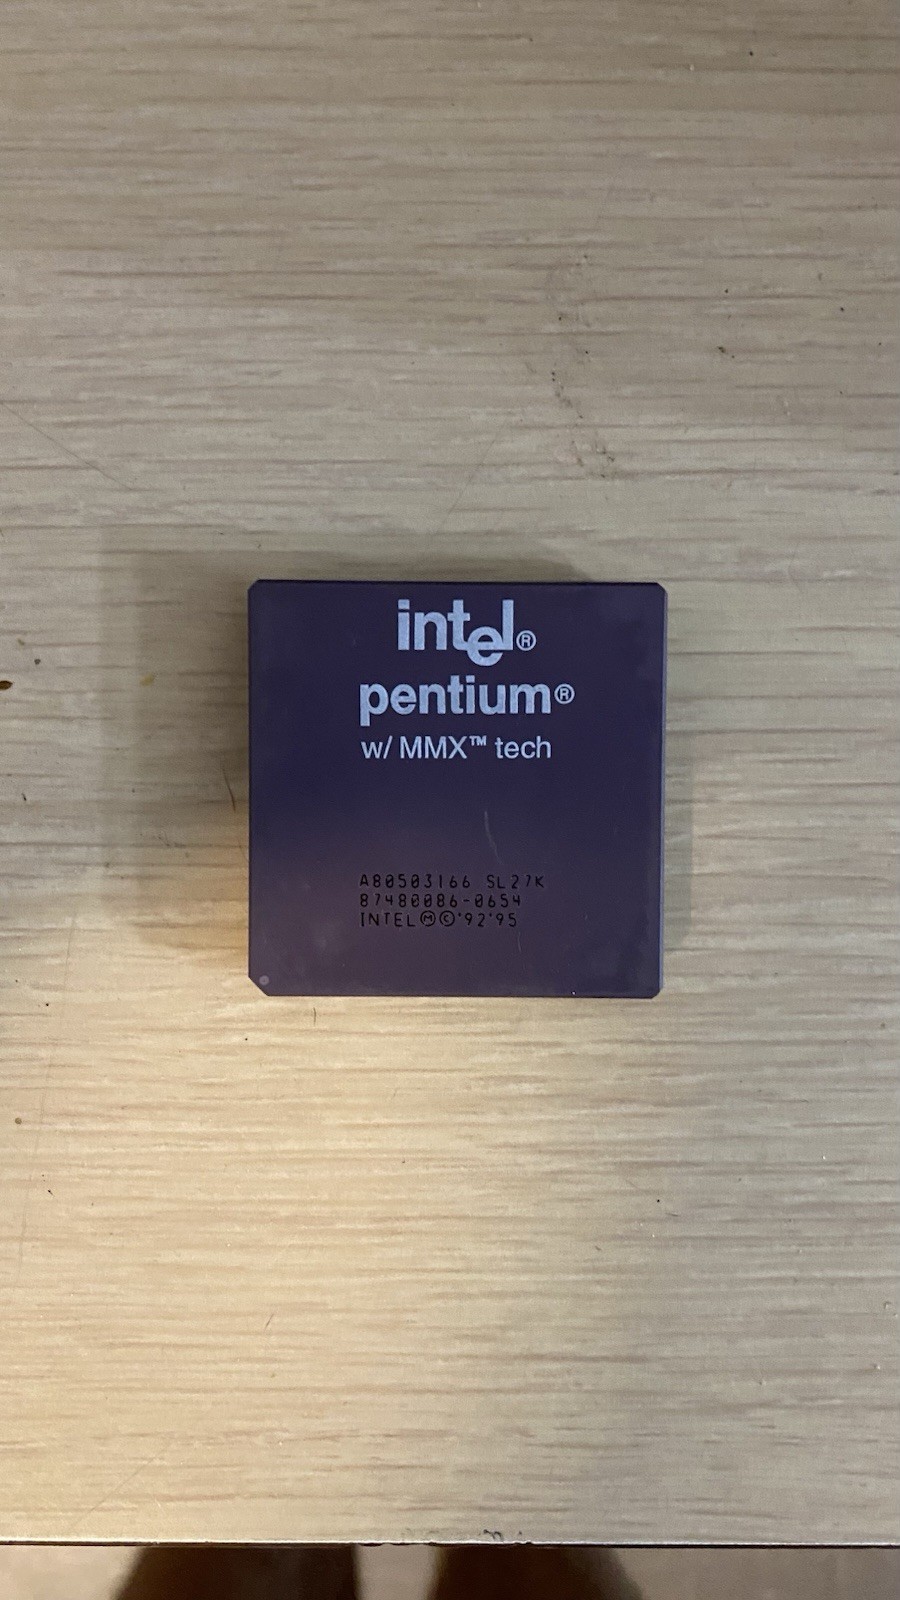 intel®
pentium®
w/ MMX™ tech
A80503166 SL27K
87480086-0654
INTEL Ⓜ © '92 '95